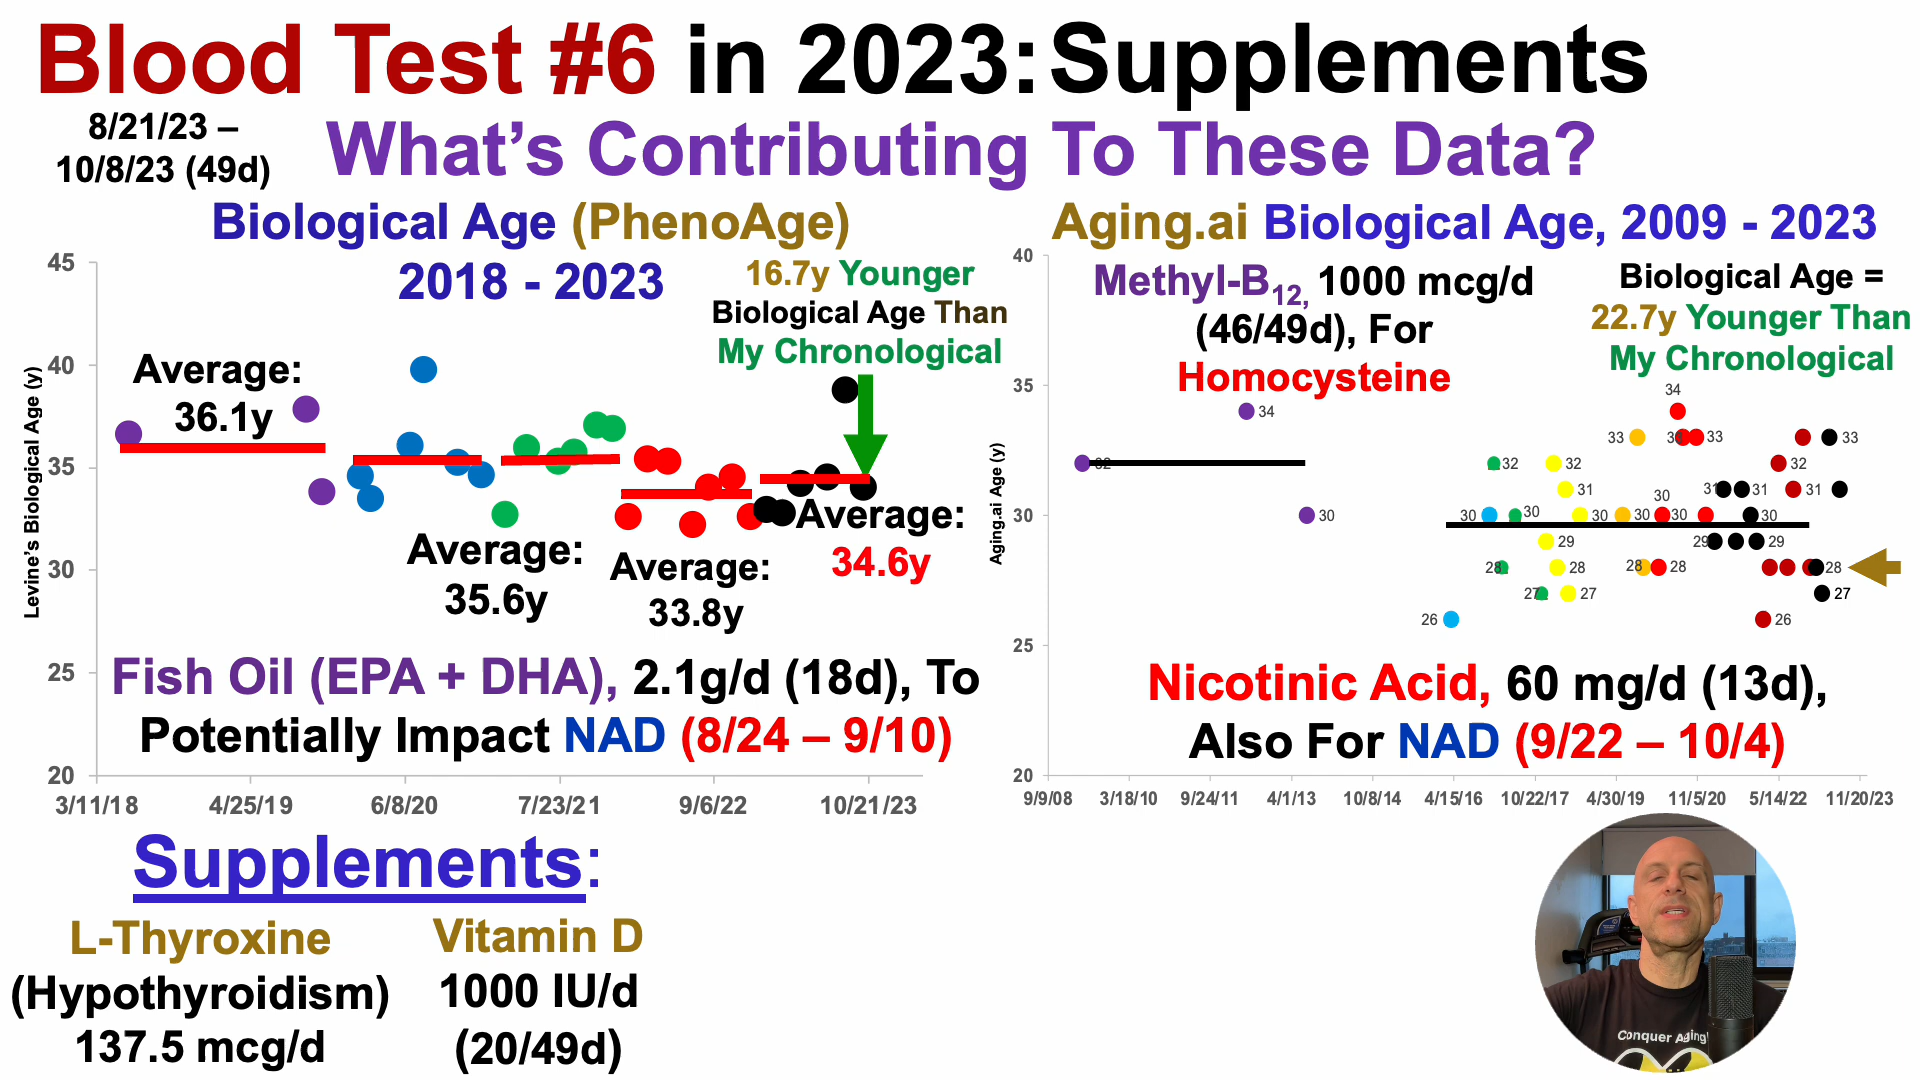 Blood Test #6 in 2023: Supplements
8/21/23 –
10/8/23 (49d)
What's Contributing To These Data?
Biological Age (PhenoAge)
2018 - 2023
16.7y Younger
Biological Age Than
My Chronological
Levine's Biological Age (y)
45
40
35
30
25
20
Average:
36.1y
Average:
35.6y
Average:
33.8y
Average:
34.6y
Fish Oil (EPA + DHA), 2.1g/d (18d), To
Potentially Impact NAD (8/24 – 9/10)
3/11/18 4/25/19 6/8/20 7/23/21 9/6/22 10/21/23
Aging.ai Biological Age, 2009 - 2023
Methyl-B12, 1000 mcg/d
(46/49d), For
Homocysteine
Biological Age =
22.7y Younger Than
My Chronological
Aging.ai Age (y)
40
35
30
25
20
34
34
33 33 33 33
32 32 32 32
31 31 31 31
30
30 30 30 30 30 30 30
29 29 29
28 28 28 28 28
27 27 27
26 26
Nicotinic Acid, 60 mg/d (13d),
Also For NAD (9/22 – 10/4)
9/9/08 3/18/10 9/24/11 4/1/13 10/8/14 4/15/16 10/22/17 4/30/19 11/5/20 5/14/22 11/20/23
Supplements:
L-Thyroxine
(Hypothyroidism)
137.5 mcg/d
Vitamin D
1000 IU/d
(20/49d)
Conquer Aging